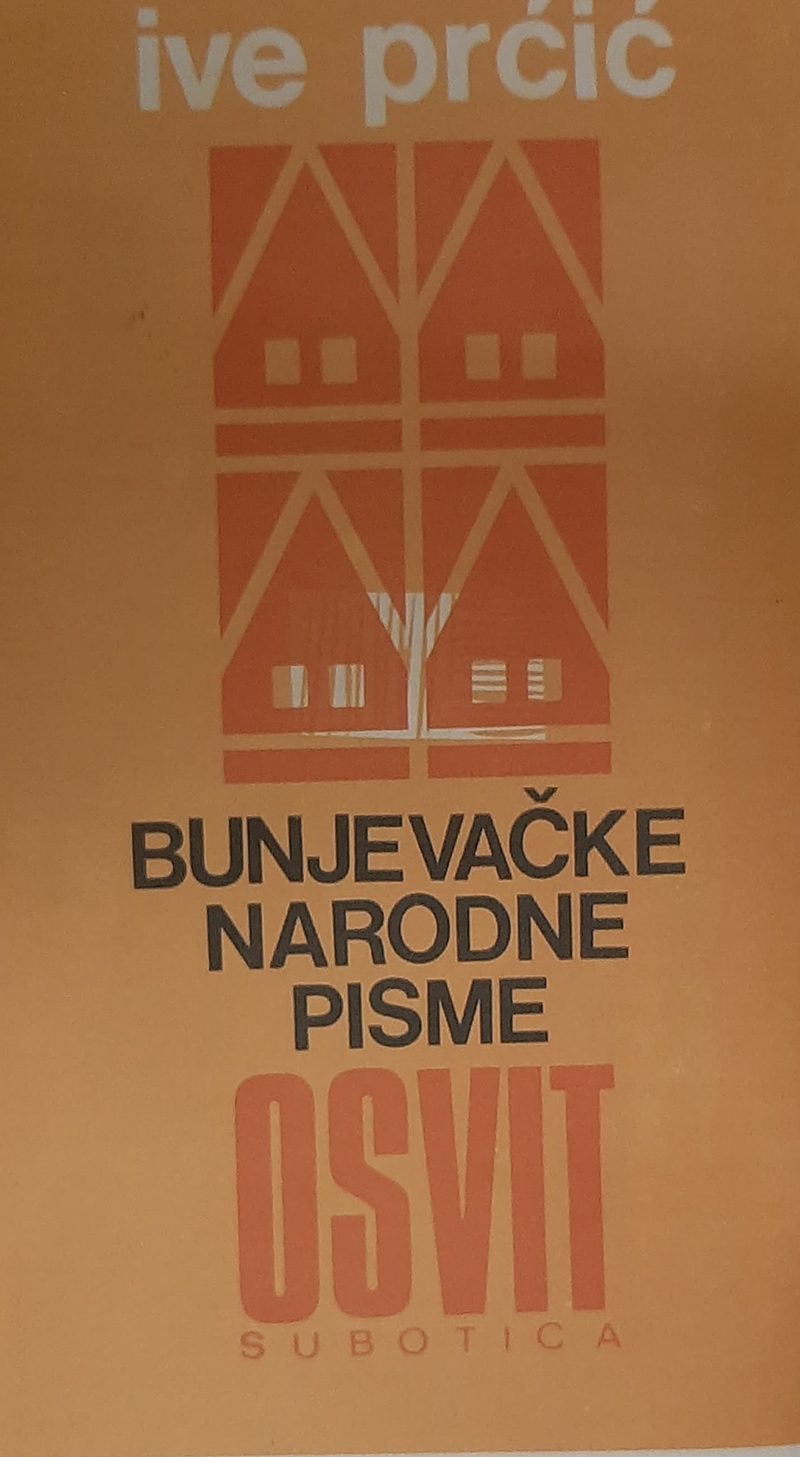 ive prćić
BUNJEVAČKE
NARODNE
PISME
OSVIT
SUBOTICA